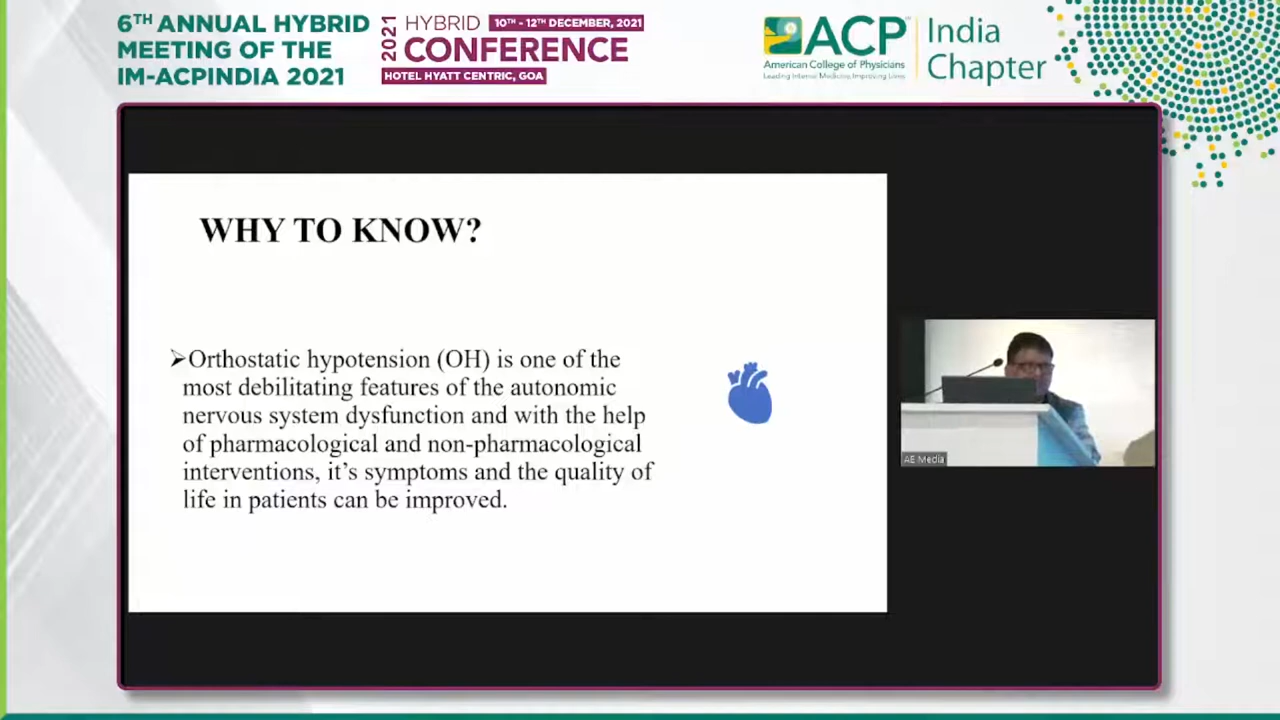 6TH ANNUAL HYBRID
MEETING OF THE
IM-ACPINDIA 2021
2021
HYBRID 10TH - 12TH DECEMBER, 2021
CONFERENCE
HOTEL HYATT CENTRIC, GOA
ACP
American College of Physicians
Leading Internal Medicine, Improving Lives
India
Chapter
WHY TO KNOW?
➢Orthostatic hypotension (OH) is one of the
most debilitating features of the autonomic
nervous system dysfunction and with the help
of pharmacological and non-pharmacological
interventions, it’s symptoms and the quality of
life in patients can be improved.
AE Media